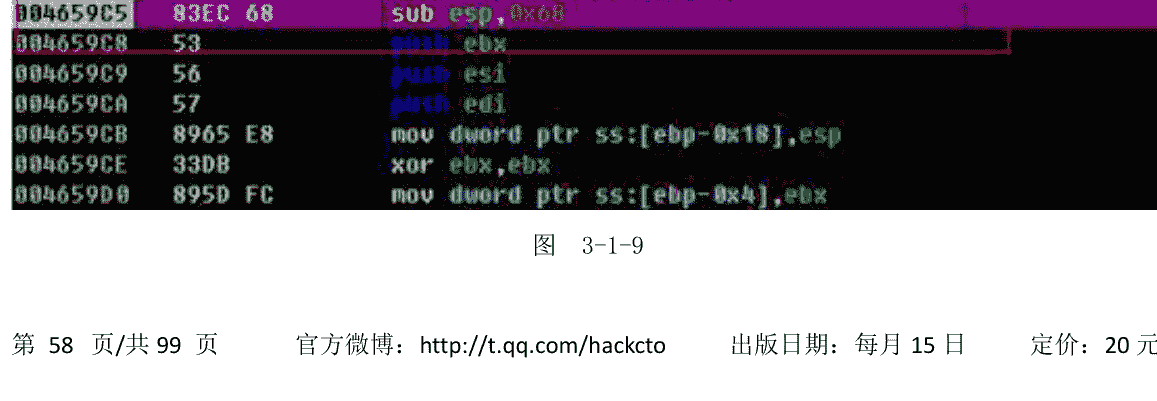 004659C5 83EC 68 sub esp,0x68
004659C8 53 push ebx
004659C9 56 push esi
004659CA 57 push edi
004659CB 8965 E8 mov dword ptr ss:[ebp-0x18],esp
004659CE 33DB xor ebx,ebx
004659D0 895D FC mov dword ptr ss:[ebp-0x4],ebx
图 3-1-9
第 58 页/共 99 页 官方微博：http://t.qq.com/hackcto 出版日期：每月 15 日 定价：20 元